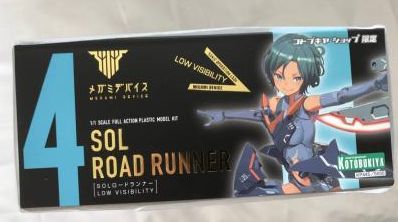 コトブキヤショップ限定
メガミデバイス
MEGAMI DEVICE
LOW VISIBILITY
MEGAMI DEVICE
4
1/1 SCALE FULL ACTION PLASTIC MODEL KIT
SOL
ROAD RUNNER
[SOLロードランナー]
LOW VISIBILITY
KOTOBUKIYA